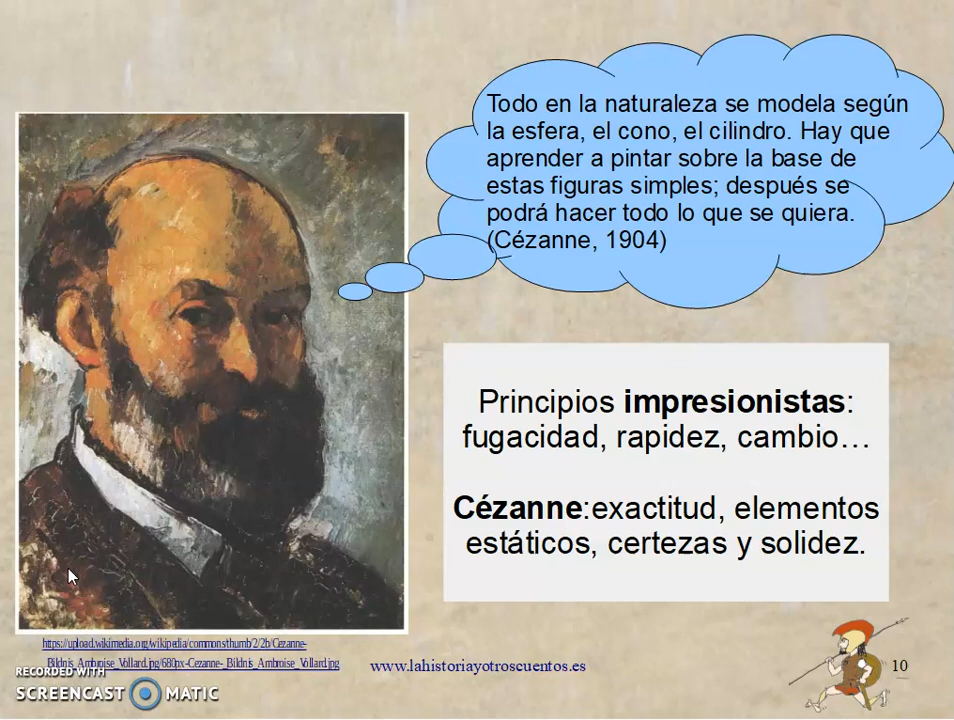 Todo en la naturaleza se modela según
la esfera, el cono, el cilindro. Hay que
aprender a pintar sobre la base de
estas figuras simples; después se
podrá hacer todo lo que se quiera.
(Cézanne, 1904)
Principios impresionistas:
fugacidad, rapidez, cambio…
Cézanne:exactitud, elementos
estáticos, certezas y solidez.
https://upload.wikimedia.org/wikipedia/commons/thumb/2/2b/Cezanne-
_Bildnis_Ambroise_Vollard.jpg/680px-Cezanne-_Bildnis_Ambroise_Vollard.jpg
www.lahistoriayotroscuentos.es
10
RECORDED WITH
SCREENCAST MATIC